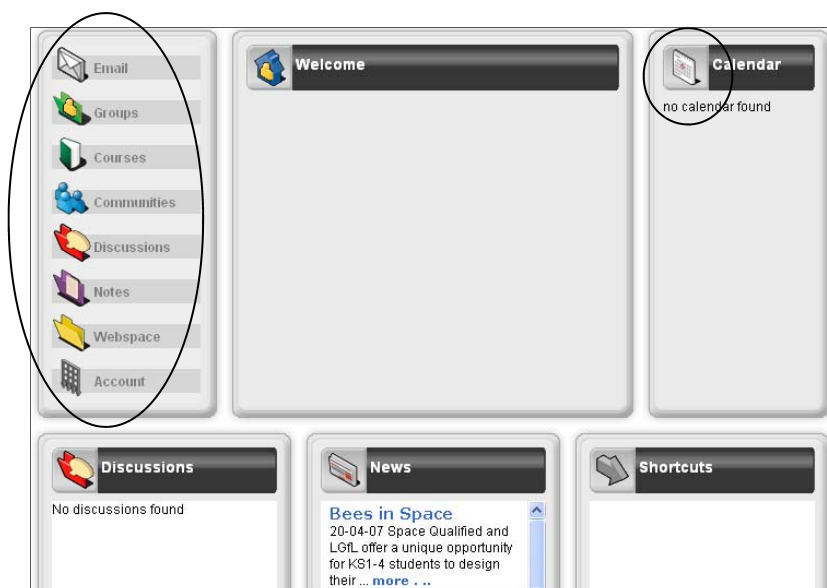 Email
Groups
Courses
Communities
Discussions
Notes
Webspace
Account
Welcome
Calendar
no calendar found
Discussions
No discussions found
News
Bees in Space
20-04-07 Space Qualified and
LGfL offer a unique opportunity
for KS1-4 students to design
their ... more . ..
Shortcuts